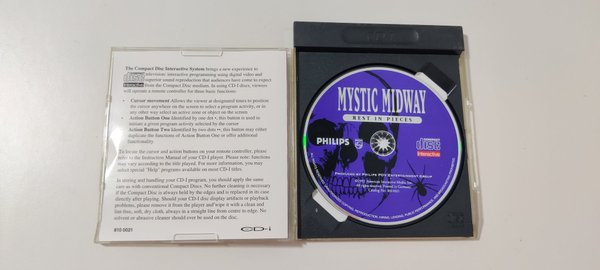 The Compact Disc Interactive System brings a new experience to
television: interactive programming using digital video and
superior sound reproduction that audiences have come to expect
from the Compact Disc medium. In using CD-I discs, viewers
will operate a remote controller for three basic functions:
COMPACT
disc
Interactive
• Cursor movement Allows the viewer at designated times to position
the cursor anywhere on the screen to select a program activity, or in
any other way select an active zone or object on the screen
• Action Button One Identified by one dot •, this button is used to
initiate a given program activity selected by the cursor.
• Action Button Two Identified by two dots ••, this button may either
duplicate the functions of Action Button One or offer additional
functionality.
To locate the cursor and action buttons on your remote controller, please
refer to the Instruction Manual of your CD-I player. Please note: functions
may vary according to the title played. For more information, you may
select special 'Help' programs available on most CD-I titles.
In storing and handling your CD-I program, you should apply the same
care as with conventional Compact Discs. No further cleaning is necessary
if the Compact Disc is always held by the edges and is replaced in its case
directly after playing. Should your CD-I disc display artifacts or playback
problems, please remove it from the player and wipe it with a clean and
lint-free, soft, dry cloth, always in a straight line from centre to edge. No
solvent or abrasive cleaner should ever be used on the disc.
810 0031
CD-i
MYSTIC MIDWAY
REST IN PIECES
PHILIPS
COMPACT
disc
Interactive
PRODUCED BY PHILIPS POV ENTERTAINMENT GROUP
All rights reserved. Printed in Germany.